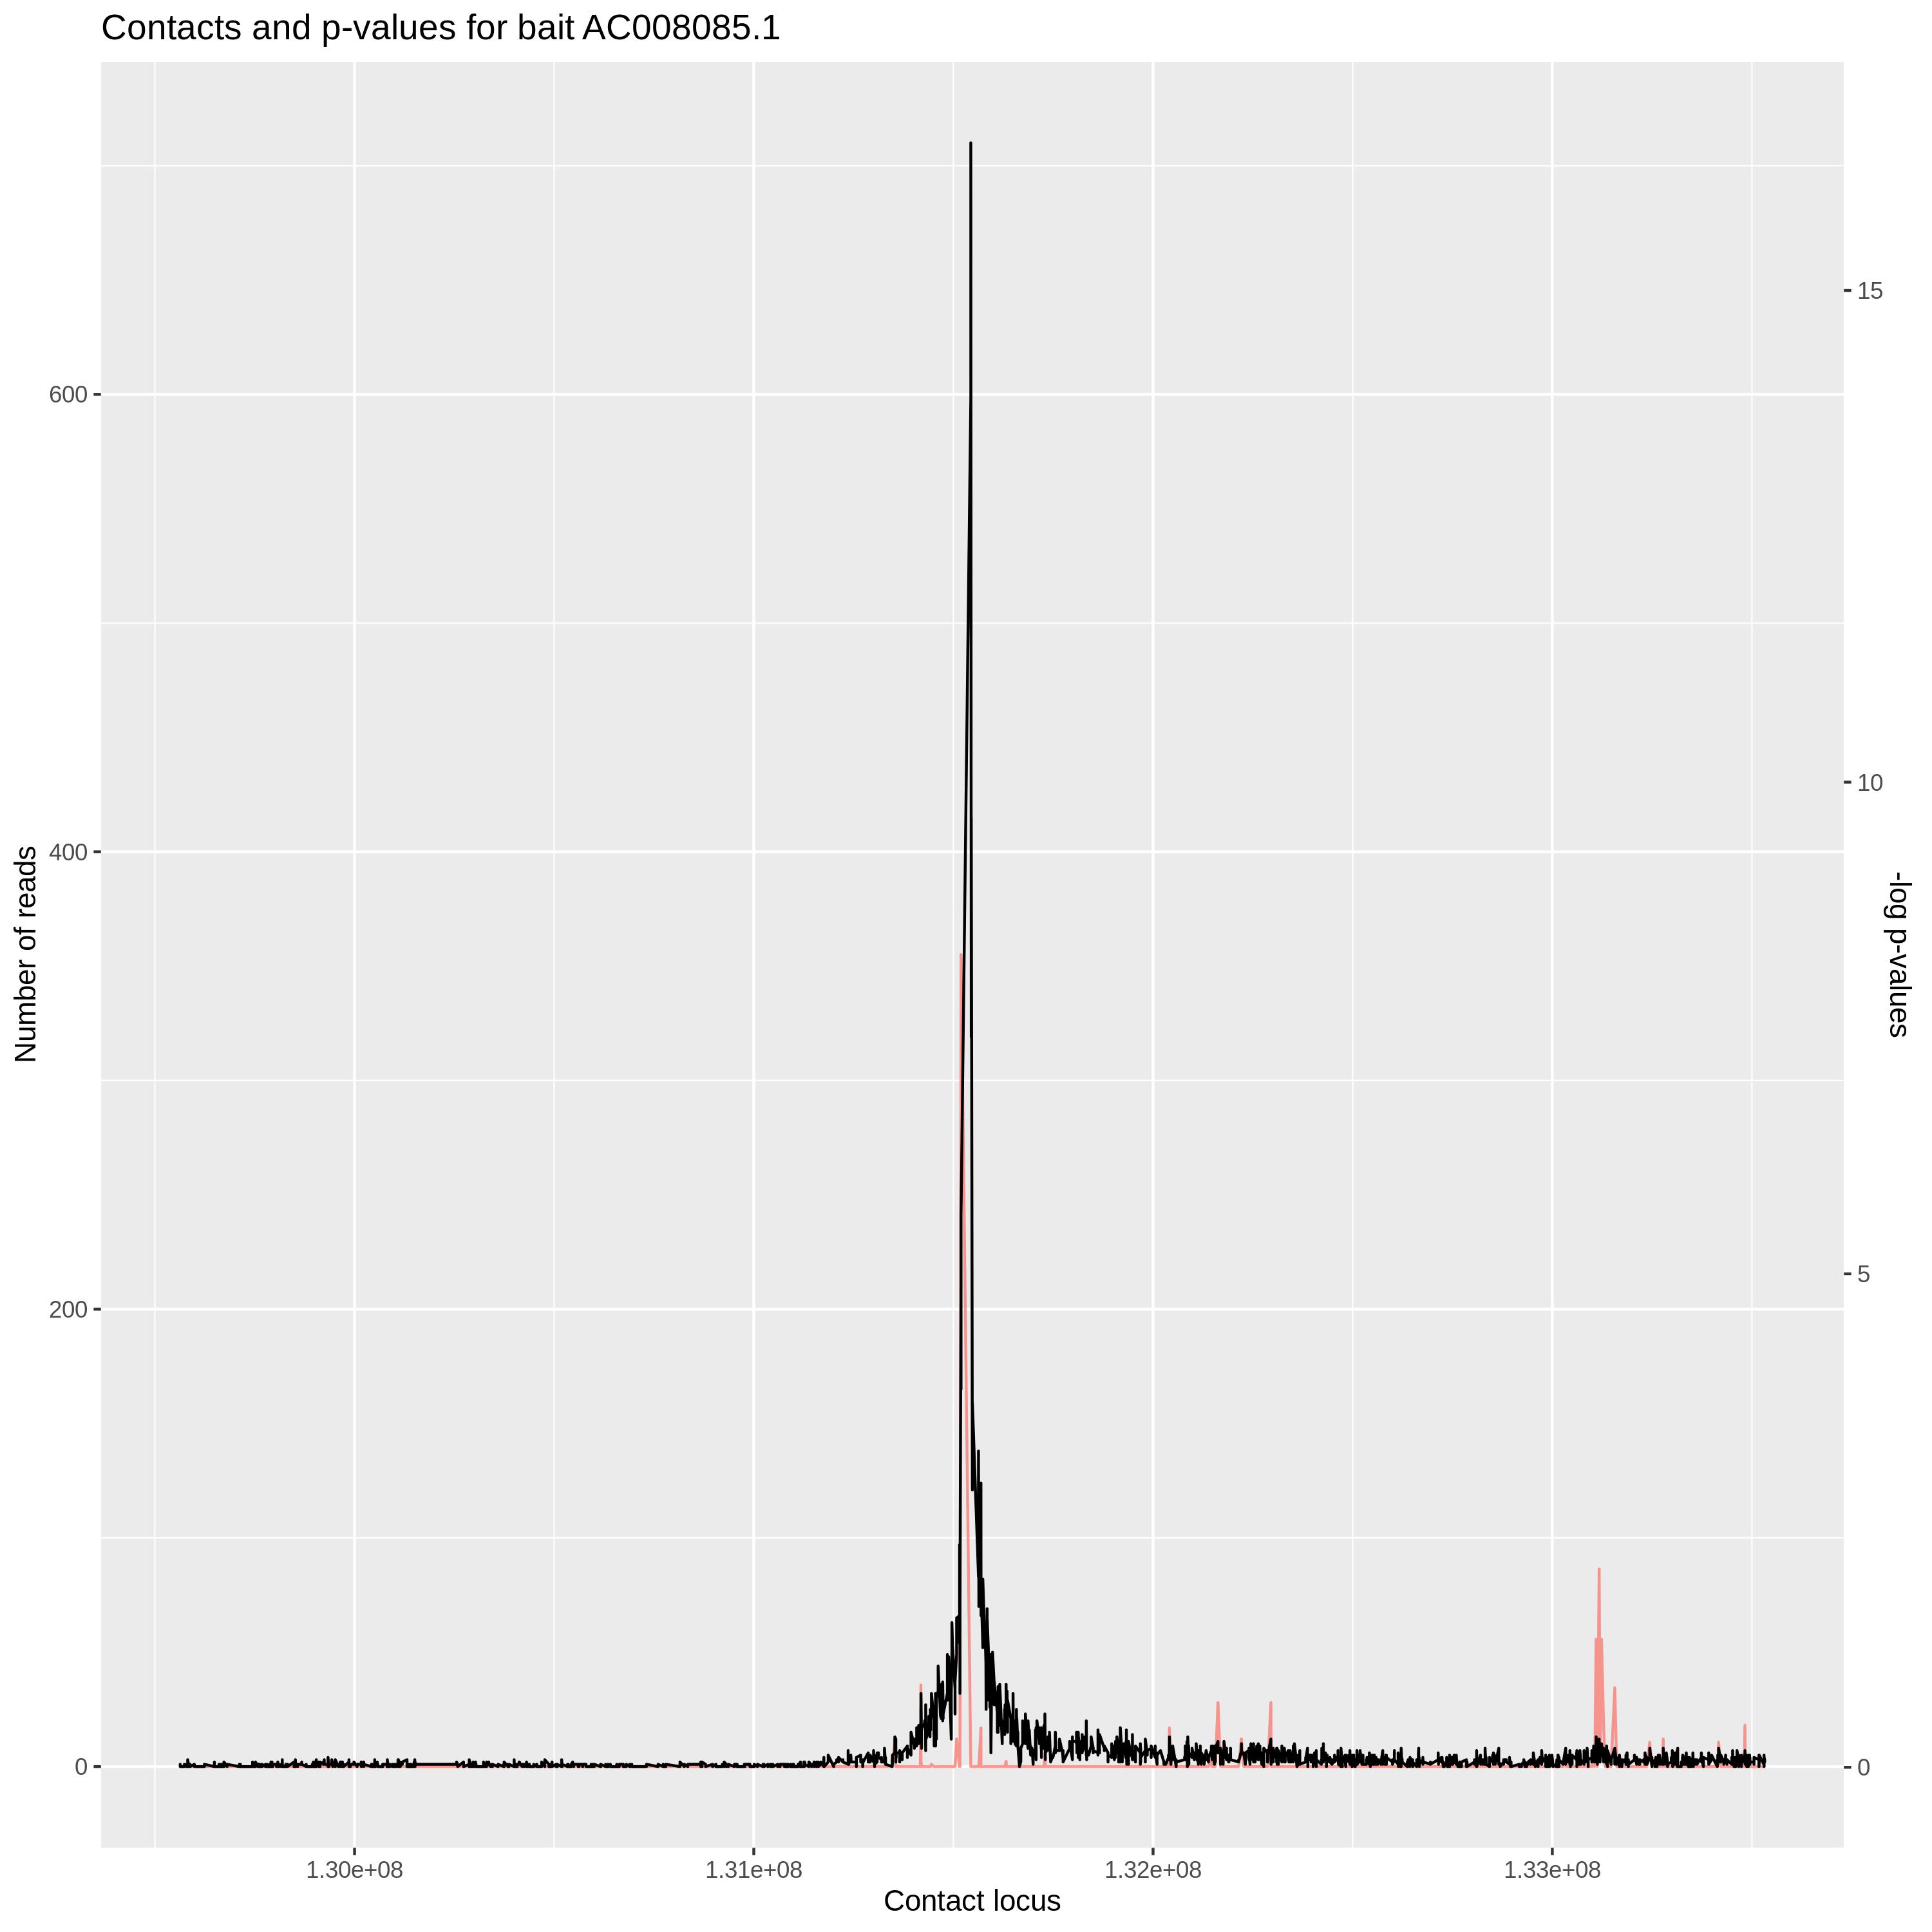 Contacts and p-values for bait AC008085.1
Number of reads
600
400
200
0
15
10
5
0
-log p-values
1.30e+08
1.31e+08
1.32e+08
1.33e+08
Contact locus